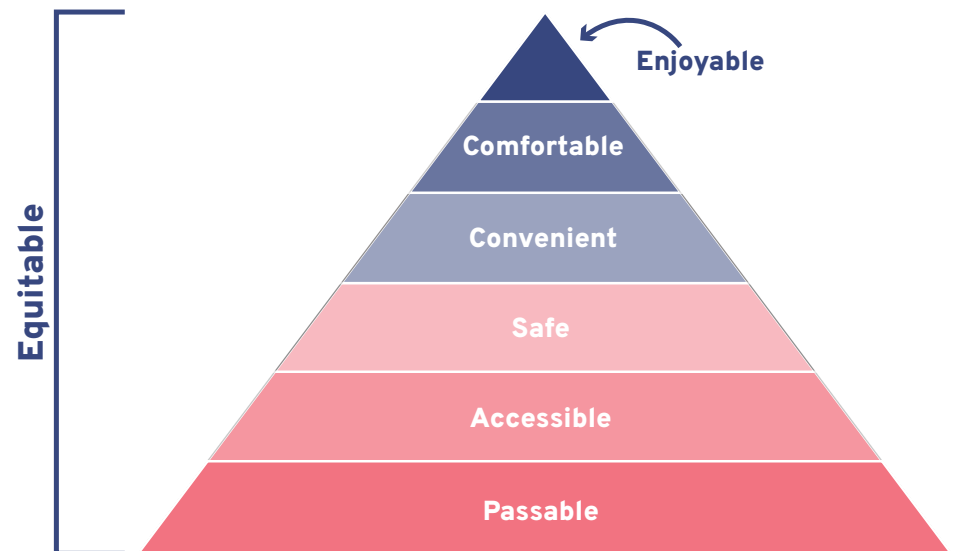 Enjoyable
Comfortable
Convenient
Safe
Accessible
Passable
Equitable